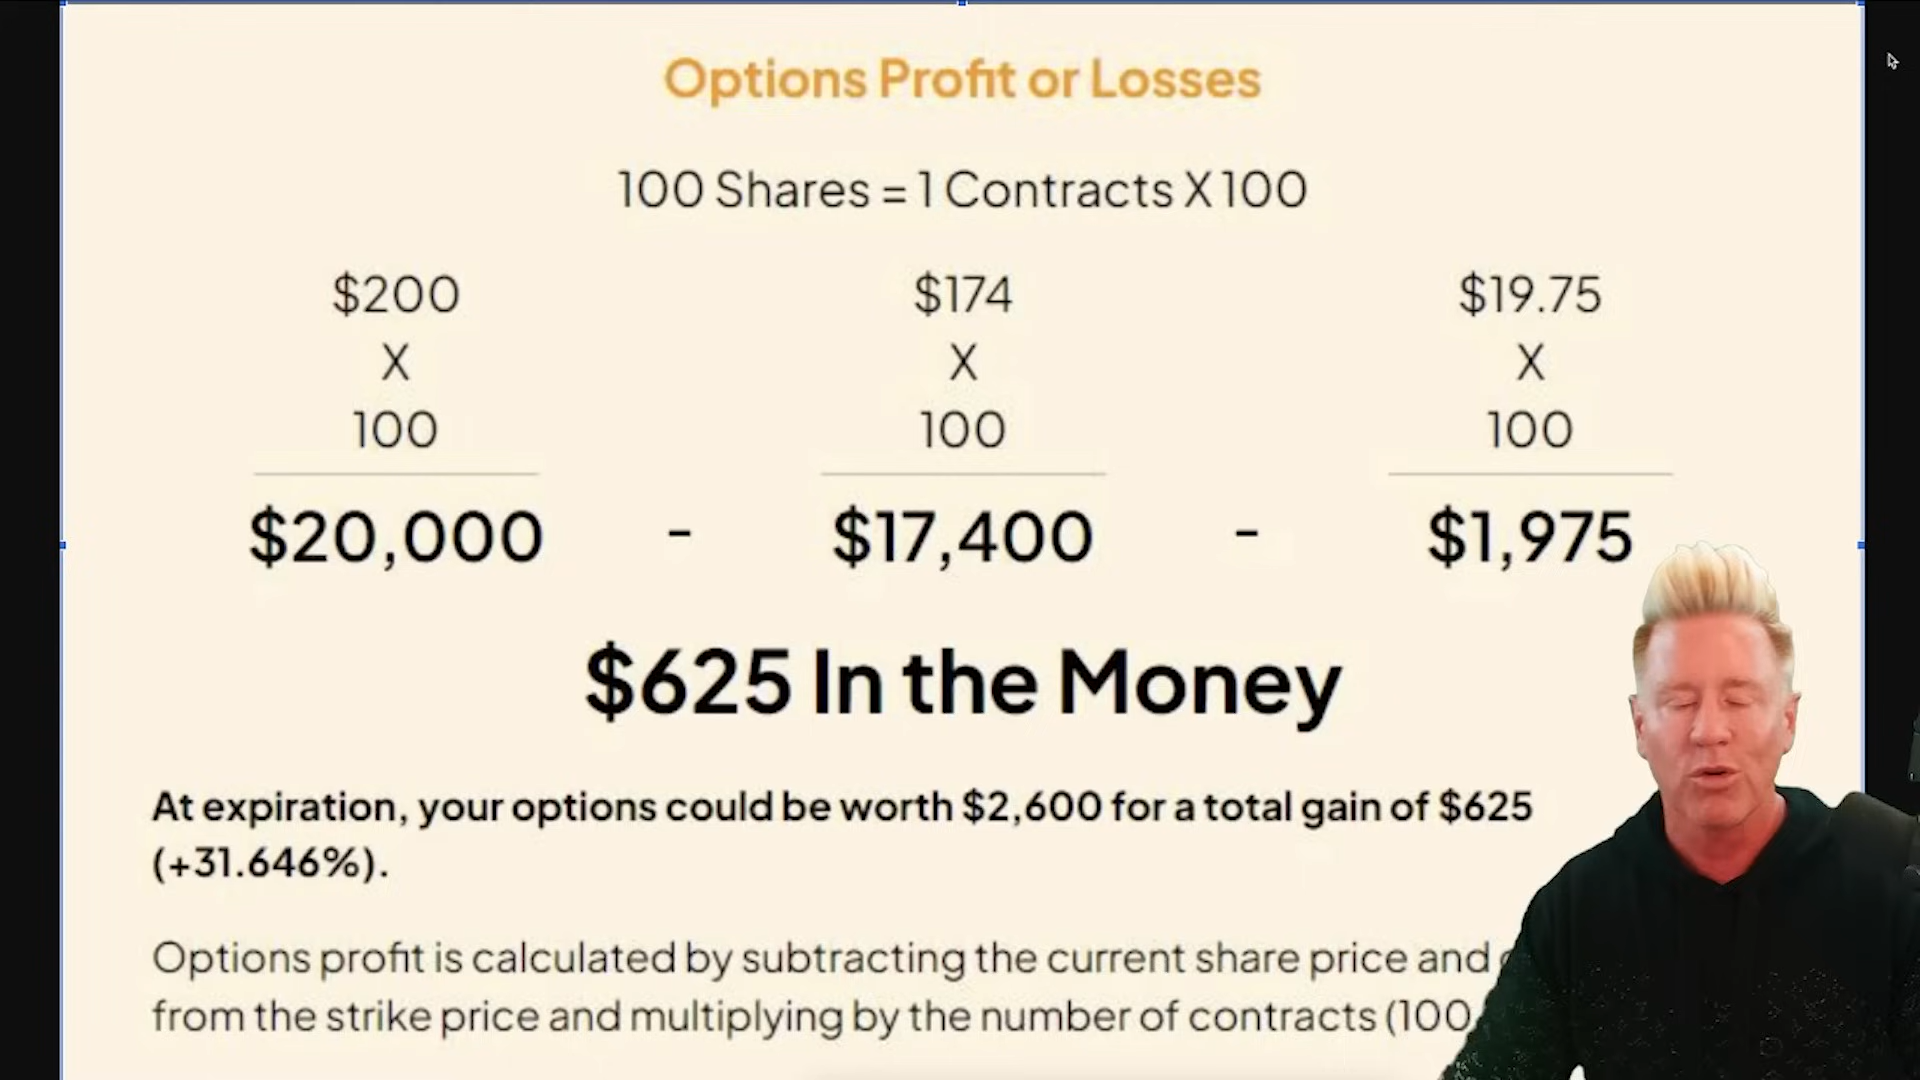 Options Profit or Losses
100 Shares = 1 Contracts X 100
$200 $174 $19.75
X X X
100 100 100
$20,000 - $17,400 - $1,975
$625 In the Money
At expiration, your options could be worth $2,600 for a total gain of $625
(+31.646%).
Options profit is calculated by subtracting the current share price and
from the strike price and multiplying by the number of contracts (100